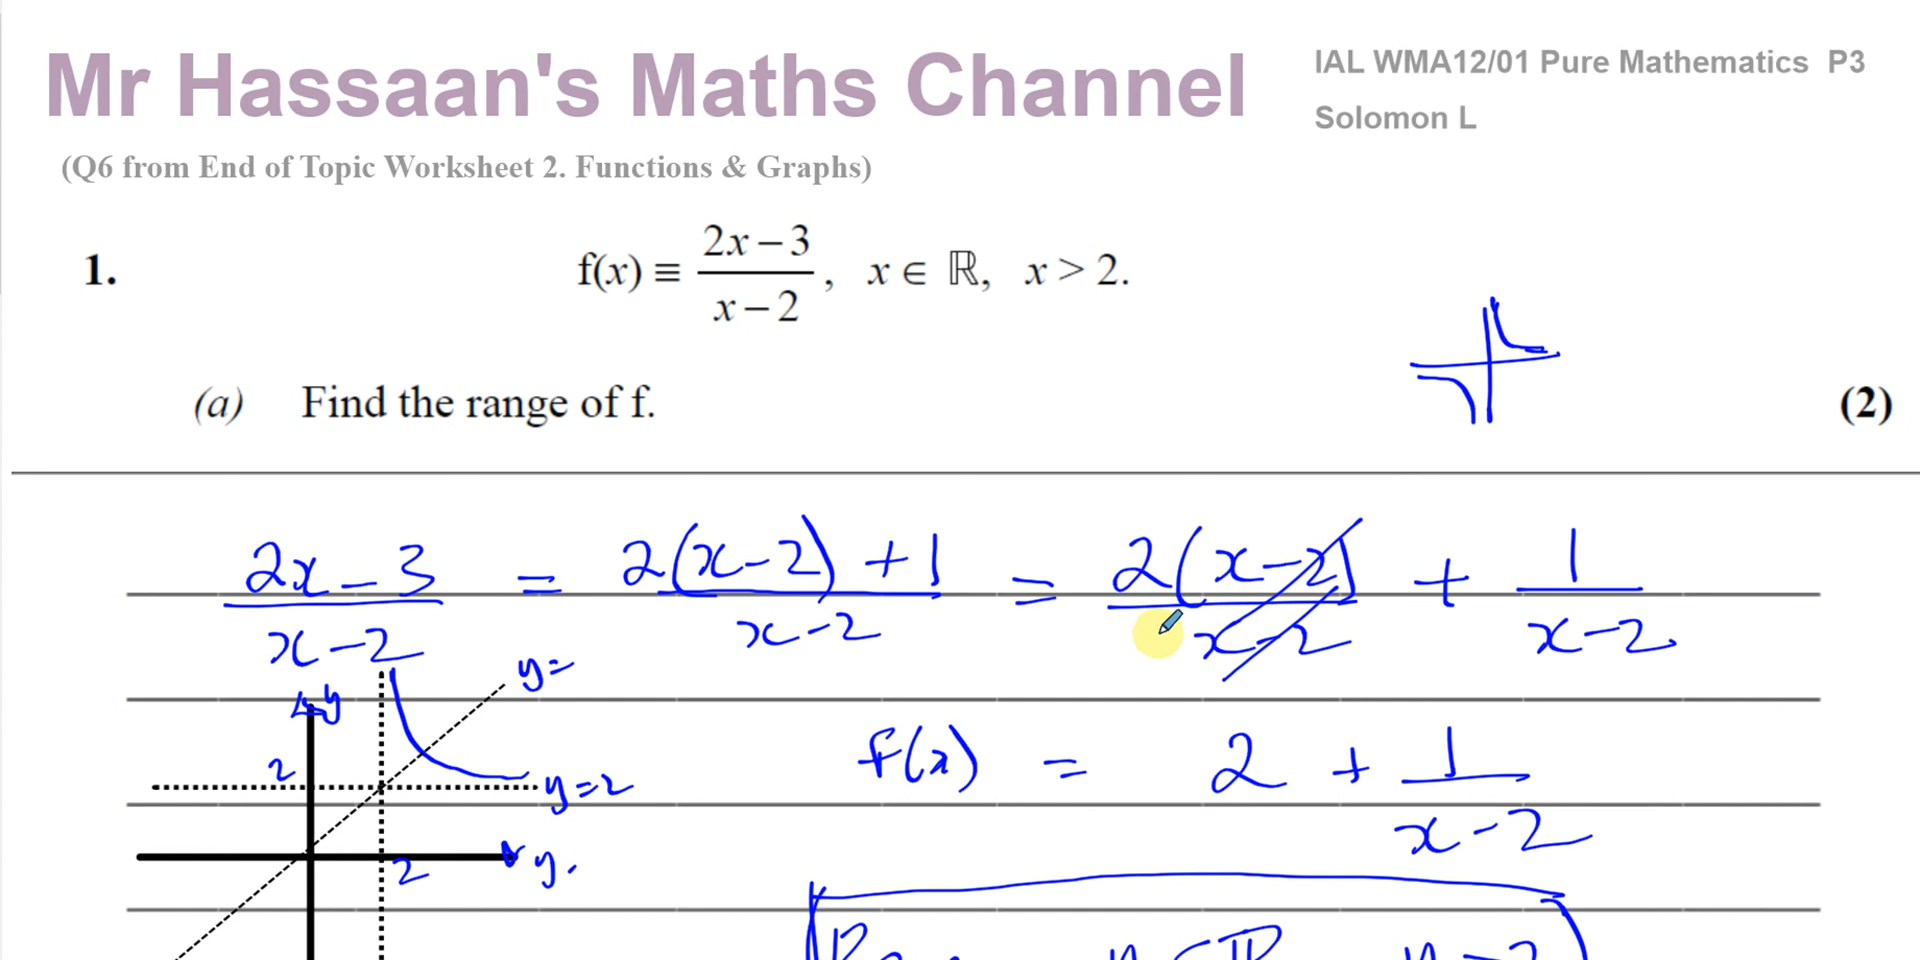 Mr Hassaan's Maths Channel
IAL WMA12/01 Pure Mathematics P3
Solomon L
(Q6 from End of Topic Worksheet 2. Functions & Graphs)
1. f(x) ≡ (2x – 3)/(x – 2), x ∈ ℝ, x > 2.
(a) Find the range of f.
(2)
(2x – 3)/(x – 2) = (2(x – 2) + 1)/(x – 2) = 2(x – 2)/(x – 2) + 1/(x – 2)
y=
y
2
y=2
f(x) = 2 + 1/(x – 2)
2
y.